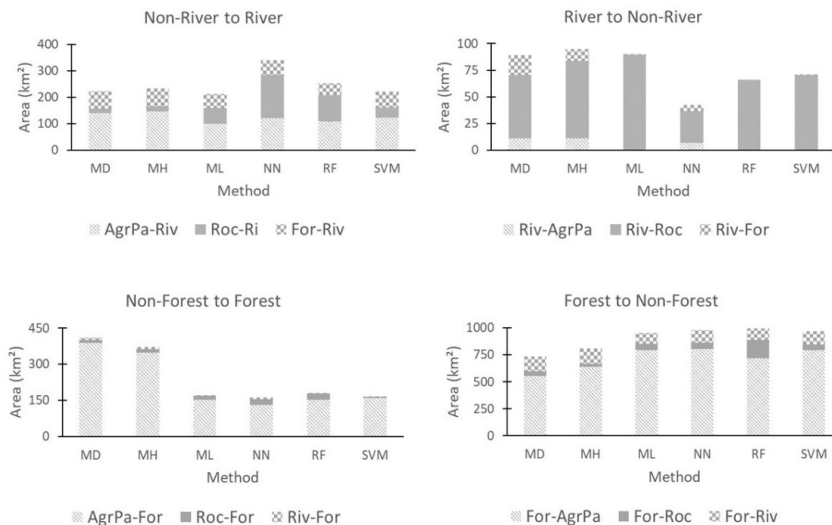 Non-River to River
Area (km²)
400
300
200
100
0
MD MH ML NN RF SVM
Method
AgrPa-Riv Roc-Ri For-Riv
River to Non-River
Area (km²)
100
75
50
25
0
MD MH ML NN RF SVM
Method
Riv-AgrPa Riv-Roc Riv-For
Non-Forest to Forest
Area (km²)
450
300
150
0
MD MH ML NN RF SVM
Method
AgrPa-For Roc-For Riv-For
Forest to Non-Forest
Area (km²)
1000
750
500
250
0
MD MH ML NN RF SVM
Method
For-AgrPa For-Roc For-Riv